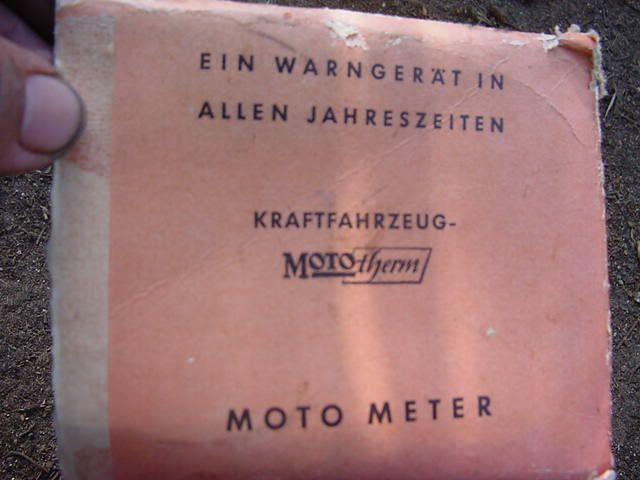 EIN WARNGERÄT IN
ALLEN JAHRESZEITEN
KRAFTFAHRZEUG-
MOTOtherm
MOTO METER